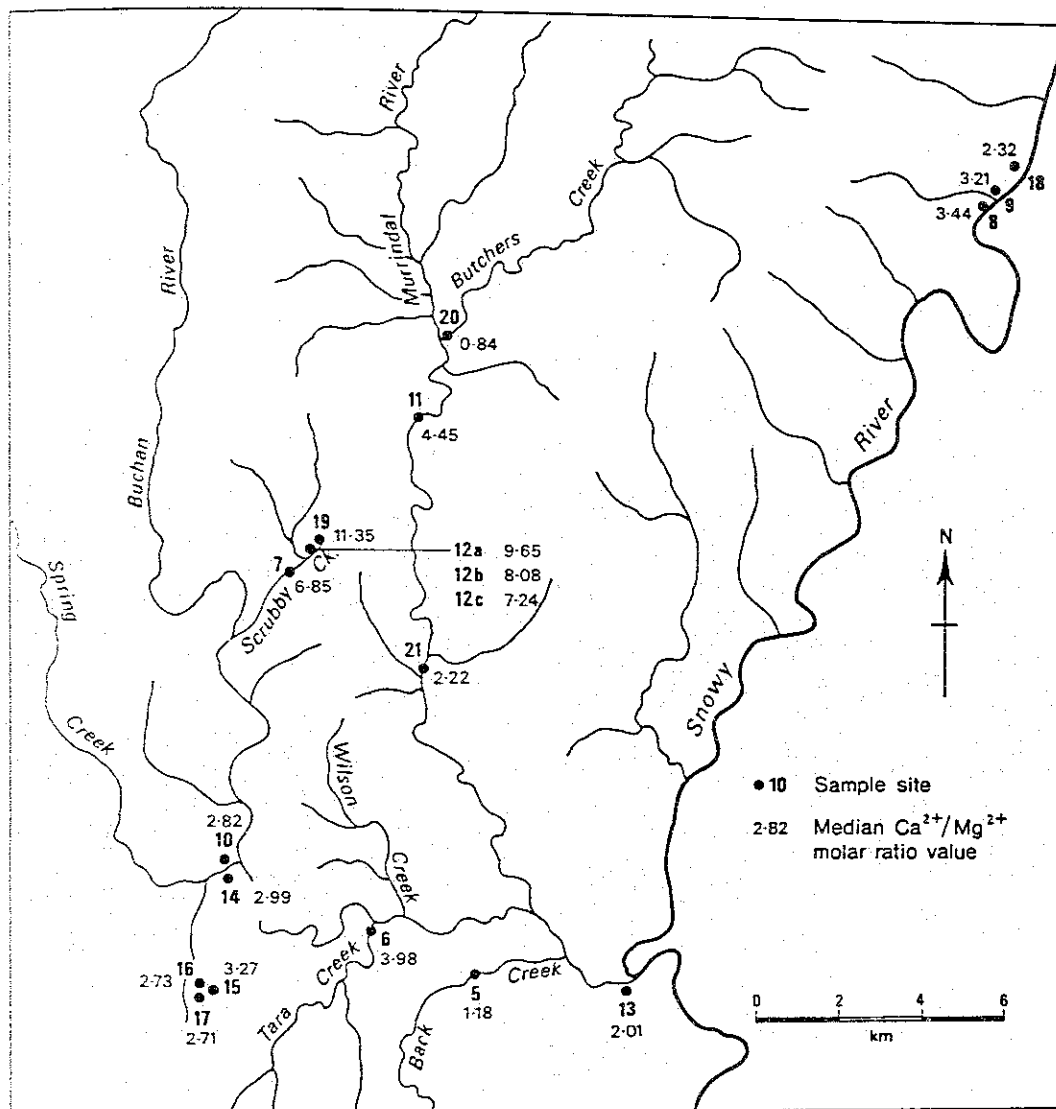 River
Murrindal
Butchers
Creek
2·32
18
3·21
9
3·44
8
River
Buchan
20
0·84
11
4·45
River
Snowy
19
11·35
12a 9·65
12b 8·08
12c 7·24
7
6·85
Scrubby Ck.
N
Spring
Creek
21
2·22
Wilson
Creek
10 Sample site
2·82 Median Ca²⁺/Mg²⁺
molar ratio value
2·82
10
14
2·99
6
3·98
Tara
Creek
16
2·73
3·27
15
17
2·71
5
1·18
Back
Creek
13
2·01
0 2 4 6
km